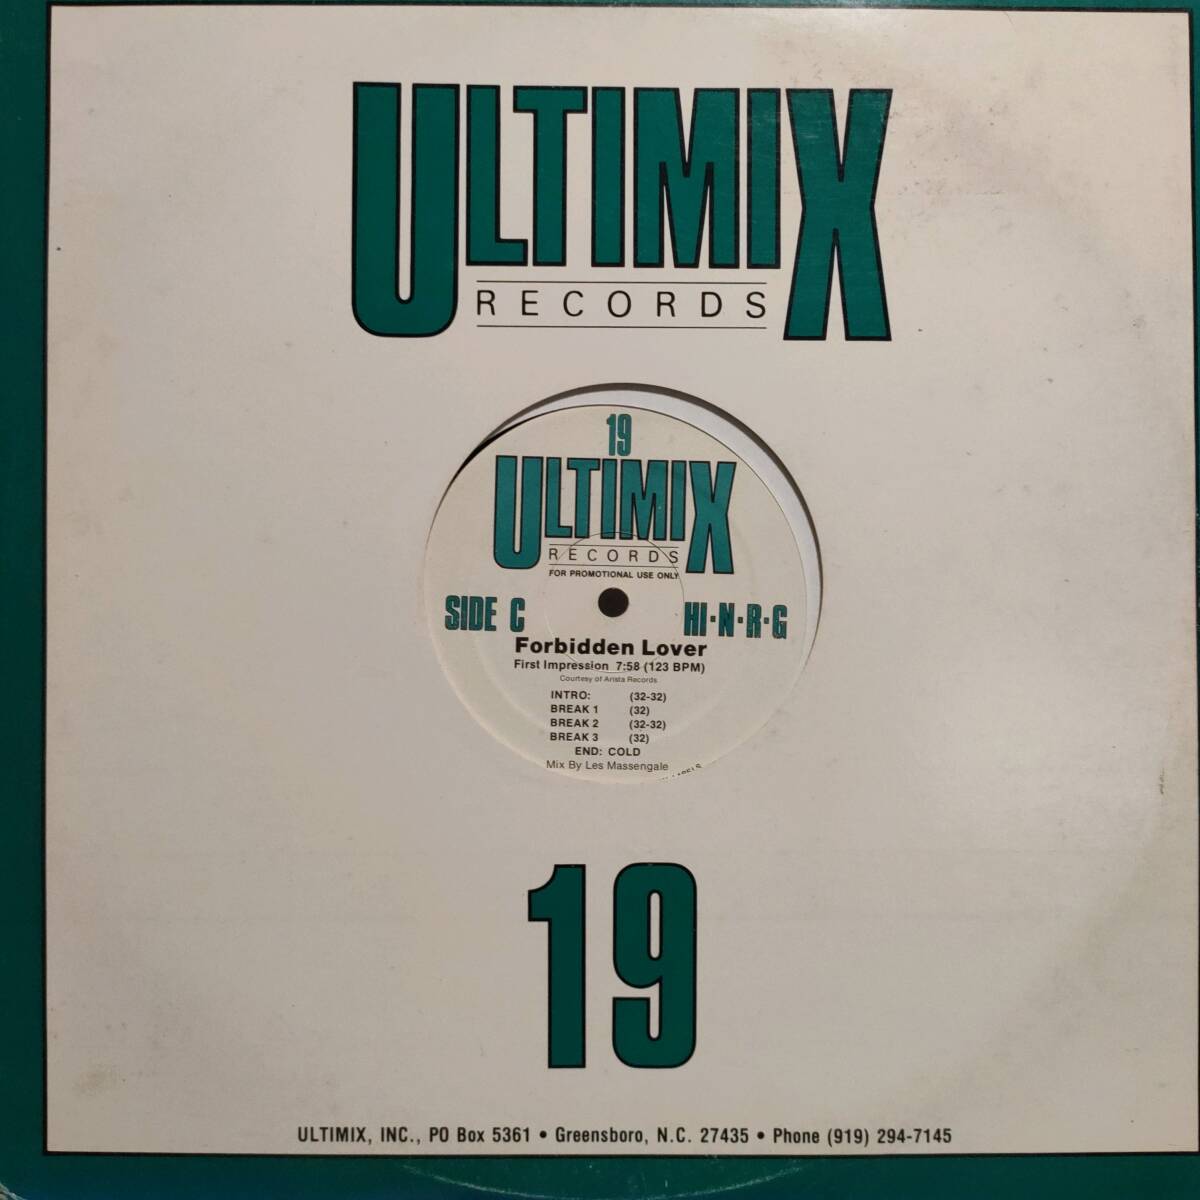 ULTIMIX
RECORDS
19
ULTIMIX
RECORDS
FOR PROMOTIONAL USE ONLY
SIDE C HI·N·R·G
Forbidden Lover
First Impression 7:58 (123 BPM)
Courtesy of Arista Records
INTRO: (32-32)
BREAK 1 (32)
BREAK 2 (32-32)
BREAK 3 (32)
END: COLD
Mix By Les Massengale
19
ULTIMIX, INC., PO Box 5361 • Greensboro, N.C. 27435 • Phone (919) 294-7145